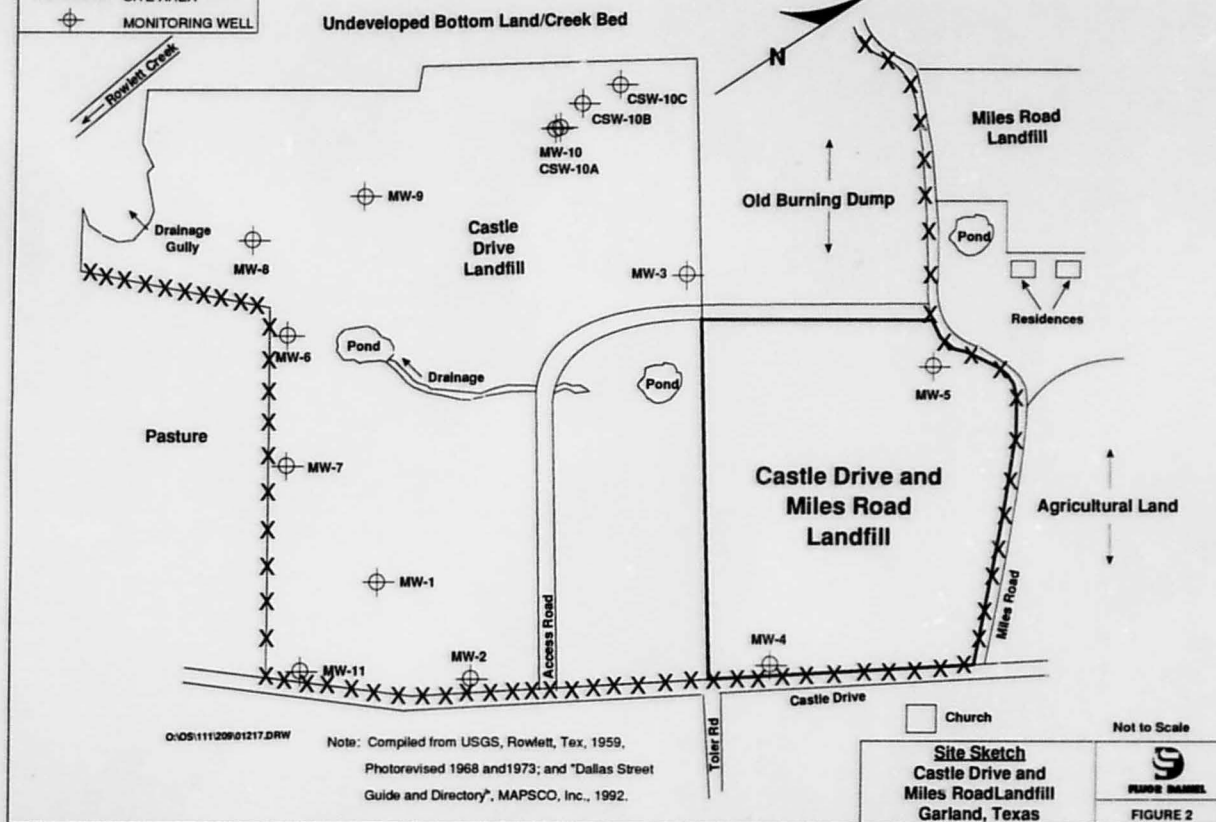 MONITORING WELL
Undeveloped Bottom Land/Creek Bed
N
Rowlett Creek
CSW-10C
CSW-10B
MW-10
CSW-10A
Miles Road
Landfill
MW-9
Old Burning Dump
Castle
Drive
Landfill
Drainage
Gully
Pond
MW-8
MW-3
Residences
MW-6
Pond
Drainage
Pond
MW-5
Pasture
MW-7
Castle Drive and
Miles Road
Landfill
Agricultural Land
MW-1
Access Road
Miles Road
MW-4
MW-2
MW-11
Castle Drive
Toler Rd
Church
Not to Scale
O:\OS\111\209\01217.DRW
Note: Compiled from USGS, Rowlett, Tex, 1959,
Photorevised 1968 and1973; and "Dallas Street
Guide and Directory", MAPSCO, Inc., 1992.
Site Sketch
Castle Drive and
Miles RoadLandfill
Garland, Texas
FLUOR DANIEL
FIGURE 2